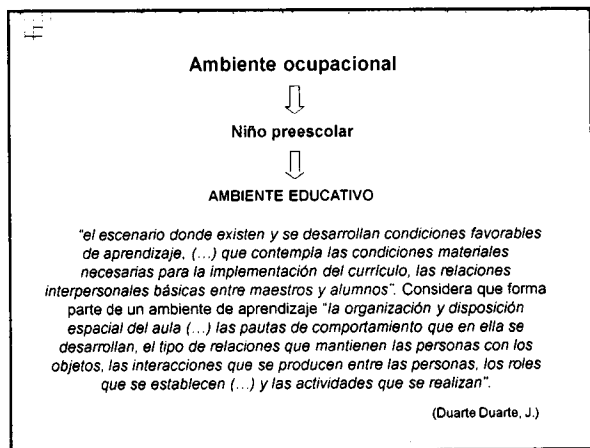 Ambiente ocupacional
Niño preescolar
AMBIENTE EDUCATIVO
"el escenario donde existen y se desarrollan condiciones favorables
de aprendizaje, (...) que contempla las condiciones materiales
necesarias para la implementación del currículo, las relaciones
interpersonales básicas entre maestros y alumnos". Considera que forma
parte de un ambiente de aprendizaje "la organización y disposición
espacial del aula (...) las pautas de comportamiento que en ella se
desarrollan, el tipo de relaciones que mantienen las personas con los
objetos, las interacciones que se producen entre las personas, los roles
que se establecen (...) y las actividades que se realizan".
(Duarte Duarte, J.)